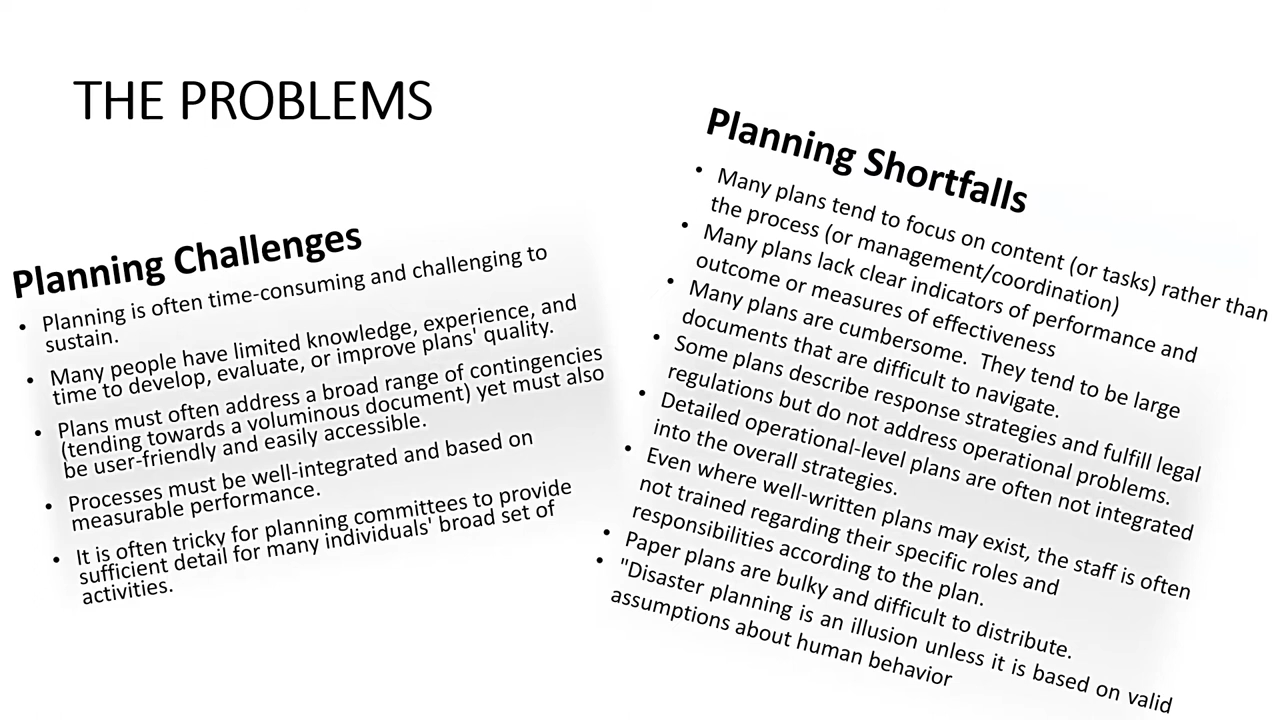 THE PROBLEMS
Planning Challenges
• Planning is often time-consuming and challenging to
sustain.
• Many people have limited knowledge, experience, and
time to develop, evaluate, or improve plans' quality.
• Plans must often address a broad range of contingencies
(tending towards a voluminous document) yet must also
be user-friendly and easily accessible.
• Processes must be well-integrated and based on
measurable performance.
• It is often tricky for planning committees to provide
sufficient detail for many individuals' broad set of
activities.
Planning Shortfalls
• Many plans tend to focus on content (or tasks) rather than
the process (or management/coordination)
• Many plans lack clear indicators of performance and
outcome or measures of effectiveness
• Many plans are cumbersome. They tend to be large
documents that are difficult to navigate.
• Some plans describe response strategies and fulfill legal
regulations but do not address operational problems.
• Detailed operational-level plans are often not integrated
into the overall strategies.
• Even where well-written plans may exist, the staff is often
not trained regarding their specific roles and
responsibilities according to the plan.
• Paper plans are bulky and difficult to distribute.
• "Disaster planning is an illusion unless it is based on valid
assumptions about human behavior